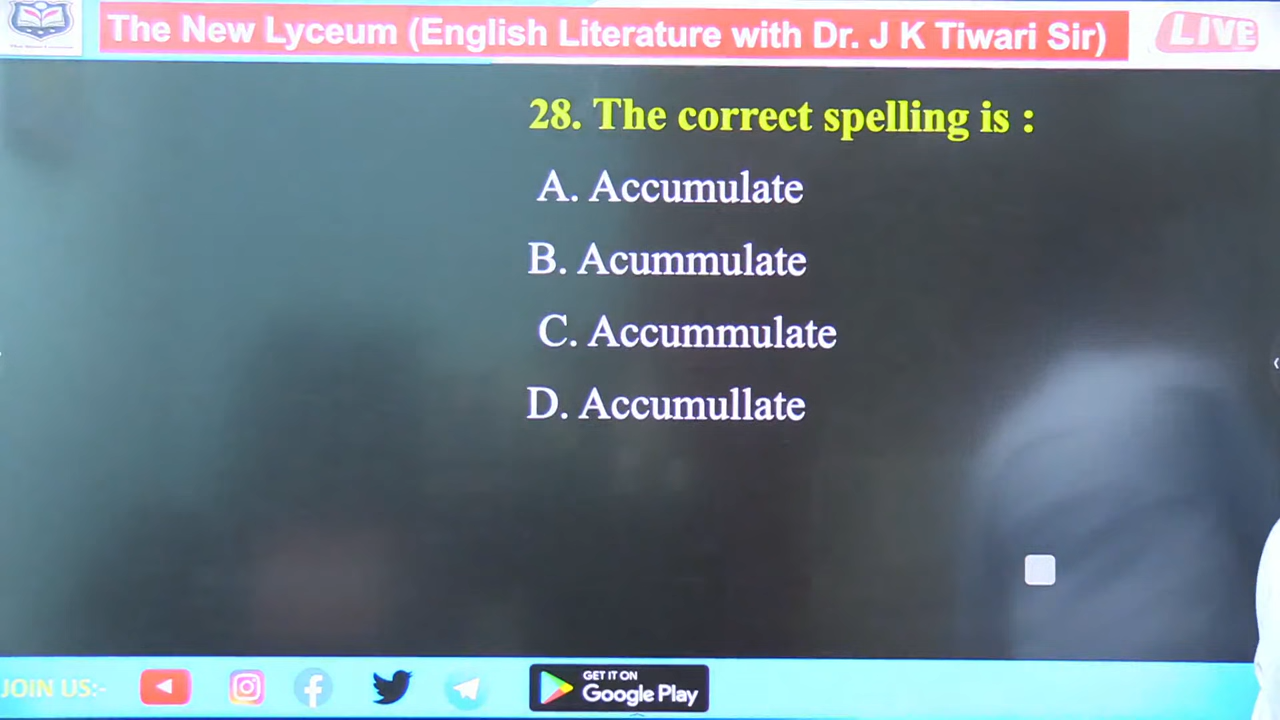 The New Lyceum (English Literature with Dr. J K Tiwari Sir)
LIVE
28. The correct spelling is :
A. Accumulate
B. Acummulate
C. Accummulate
D. Accumullate
JOIN US:-
GET IT ON
Google Play